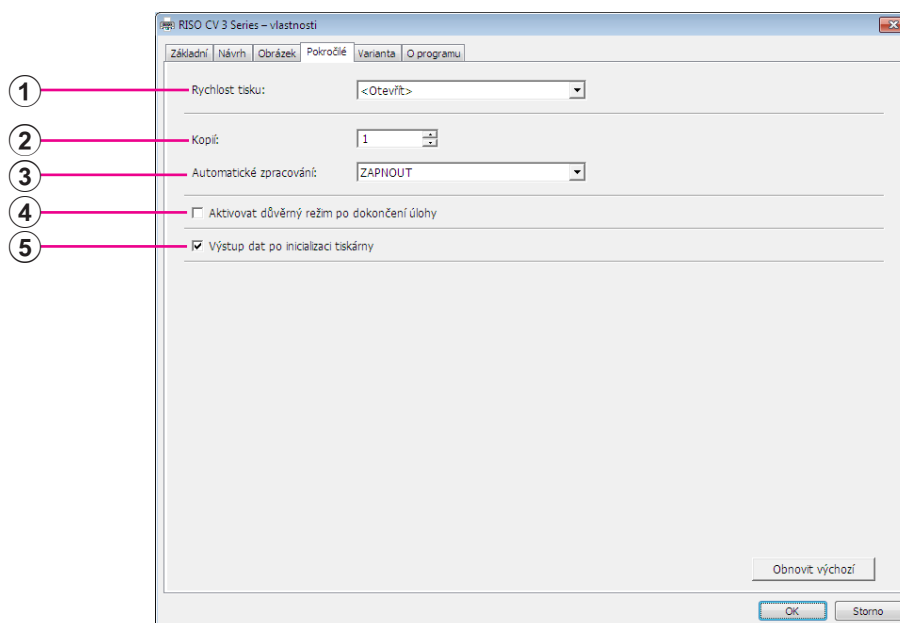 RISO CV 3 Series – vlastnosti
Základní Návrh Obrázek Pokročilé Varianta O programu
1 Rychlost tisku: <Otevřít>
2 Kopií: 1
3 Automatické zpracování: ZAPNOUT
4 Aktivovat důvěrný režim po dokončení úlohy
5 Výstup dat po inicializaci tiskárny
Obnovit výchozí
OK Storno